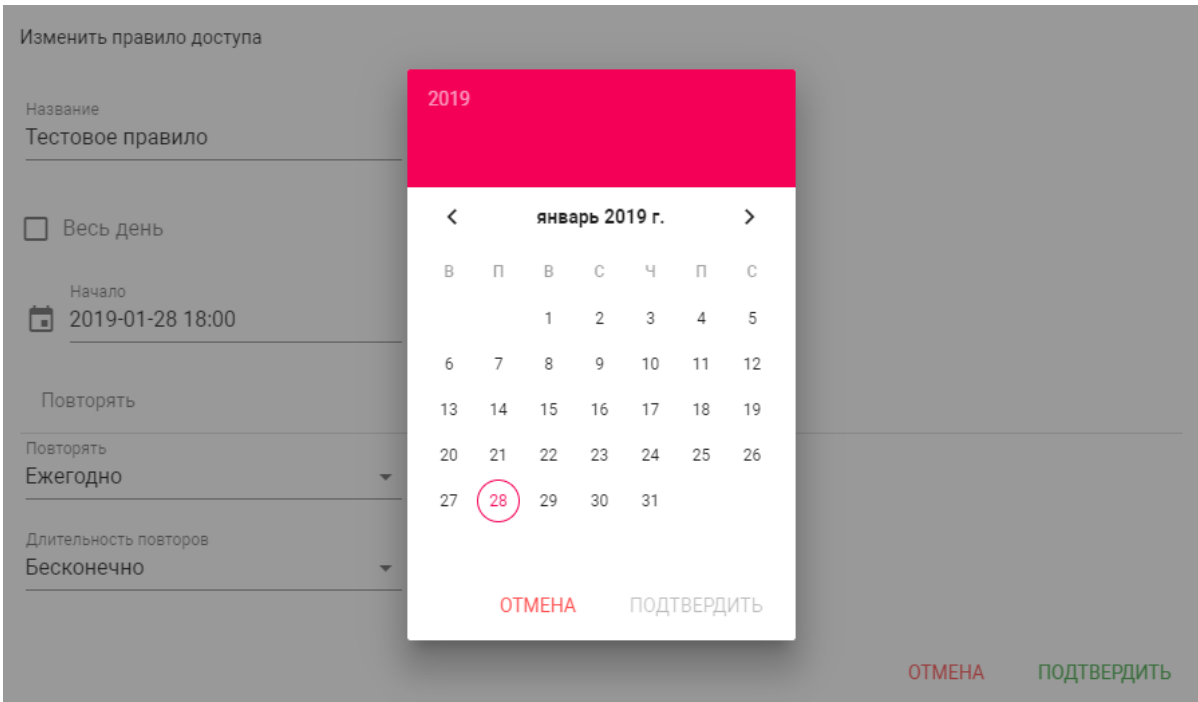 Изменить правило доступа
Название
Тестовое правило
Весь день
Начало
2019-01-28 18:00
Повторять
Повторять
Ежегодно
Длительность повторов
Бесконечно
2019
январь 2019 г.
В П В С Ч П С
1 2 3 4 5
6 7 8 9 10 11 12
13 14 15 16 17 18 19
20 21 22 23 24 25 26
27 28 29 30 31
ОТМЕНА ПОДТВЕРДИТЬ
ОТМЕНА ПОДТВЕРДИТЬ